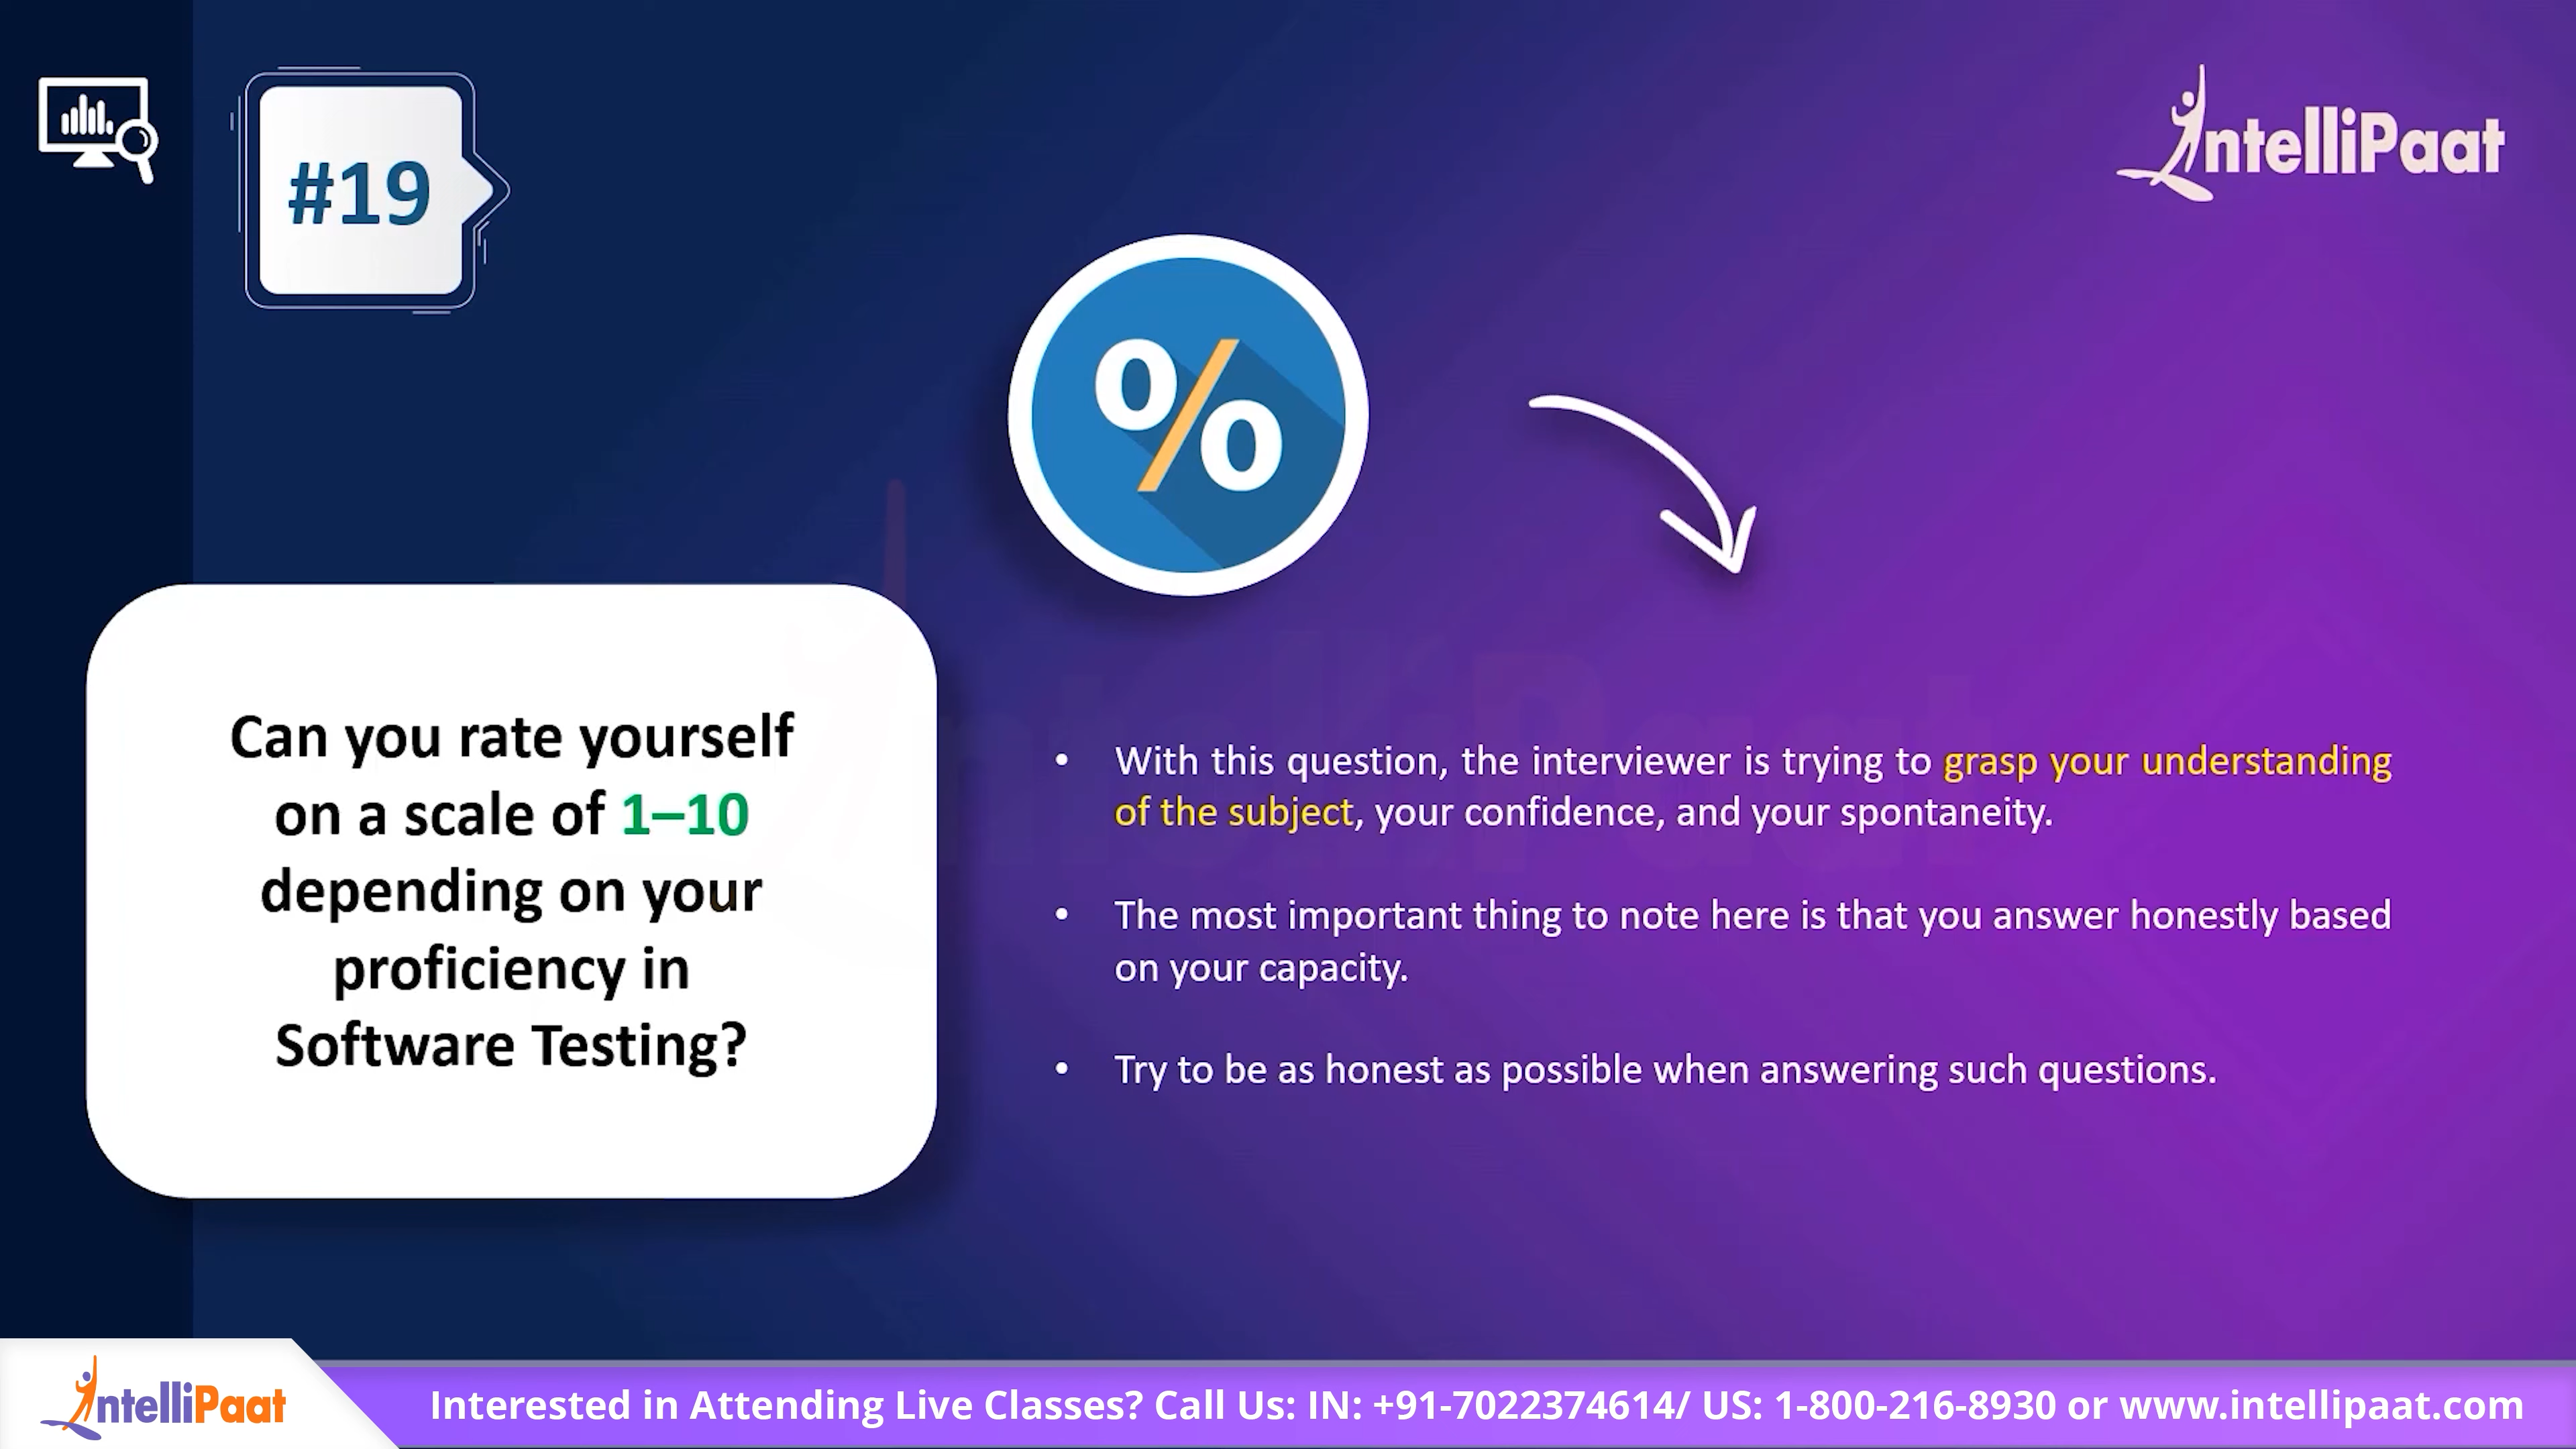 #19
IntelliPaat
%
Can you rate yourself
on a scale of 1–10
depending on your
proficiency in
Software Testing?
• With this question, the interviewer is trying to grasp your understanding
of the subject, your confidence, and your spontaneity.
• The most important thing to note here is that you answer honestly based
on your capacity.
• Try to be as honest as possible when answering such questions.
IntelliPaat
Interested in Attending Live Classes? Call Us: IN: +91-7022374614/ US: 1-800-216-8930 or www.intellipaat.com